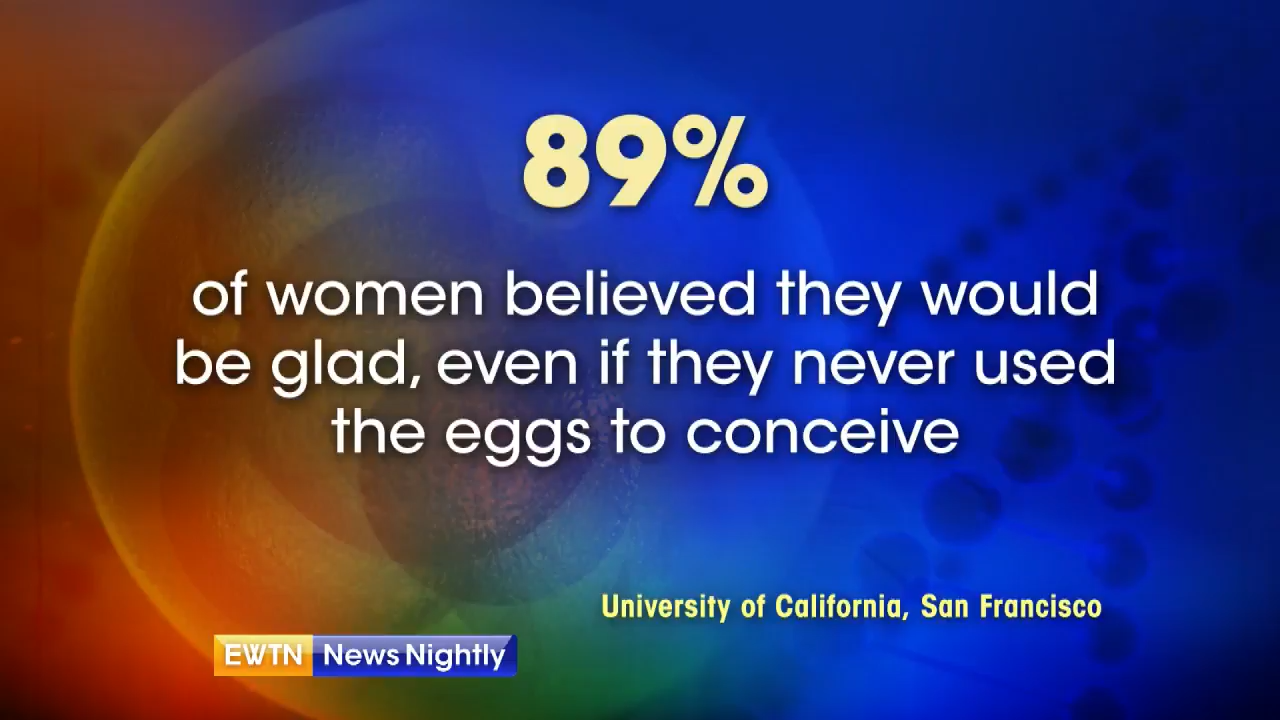 89%
of women believed they would
be glad, even if they never used
the eggs to conceive
University of California, San Francisco
EWTN News Nightly